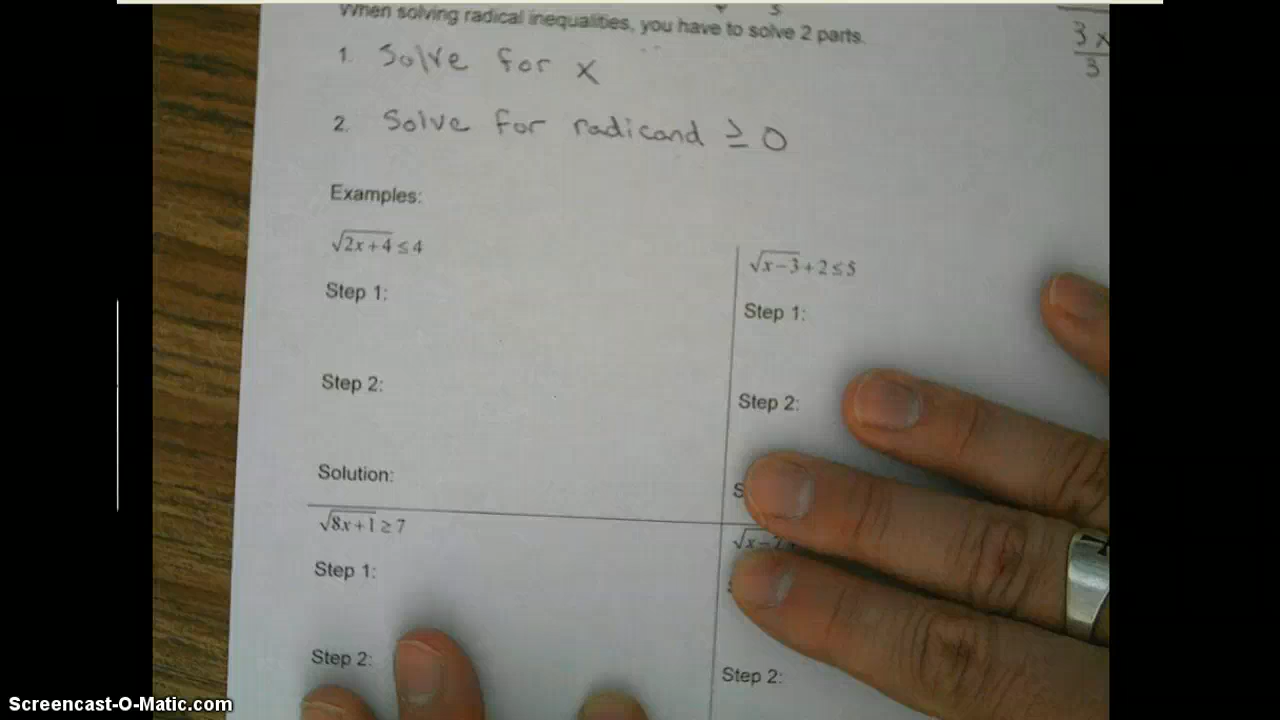 When solving radical inequalities, you have to solve 2 parts.
3x
3
1. Solve for x
2. Solve for radicand ≥ 0
Examples:
√2x+4 ≤ 4
Step 1:
Step 2:
Solution:
√x-3+2 ≤ 5
Step 1:
Step 2:
S
√8x+1 ≥ 7
Step 1:
Step 2:
Step 2:
Screencast-O-Matic.com